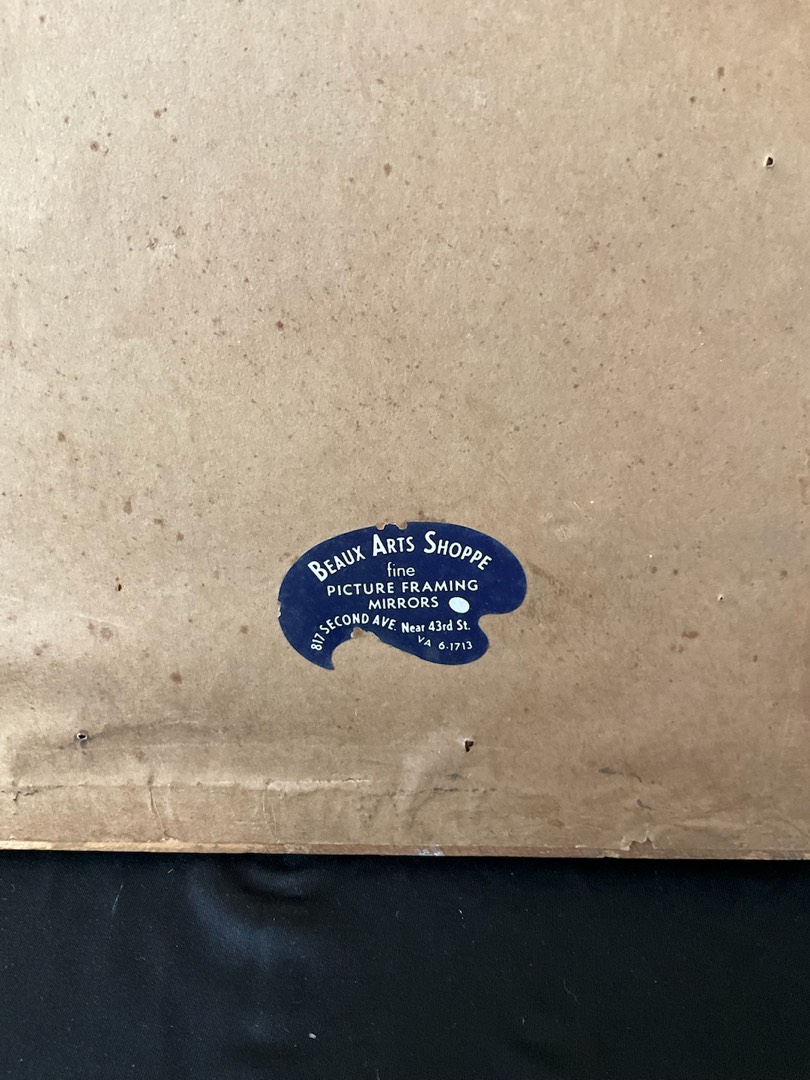 BEAUX ARTS SHOPPE
fine
PICTURE FRAMING
MIRRORS
817 SECOND AVE. Near 43rd St.
VA 6-1713